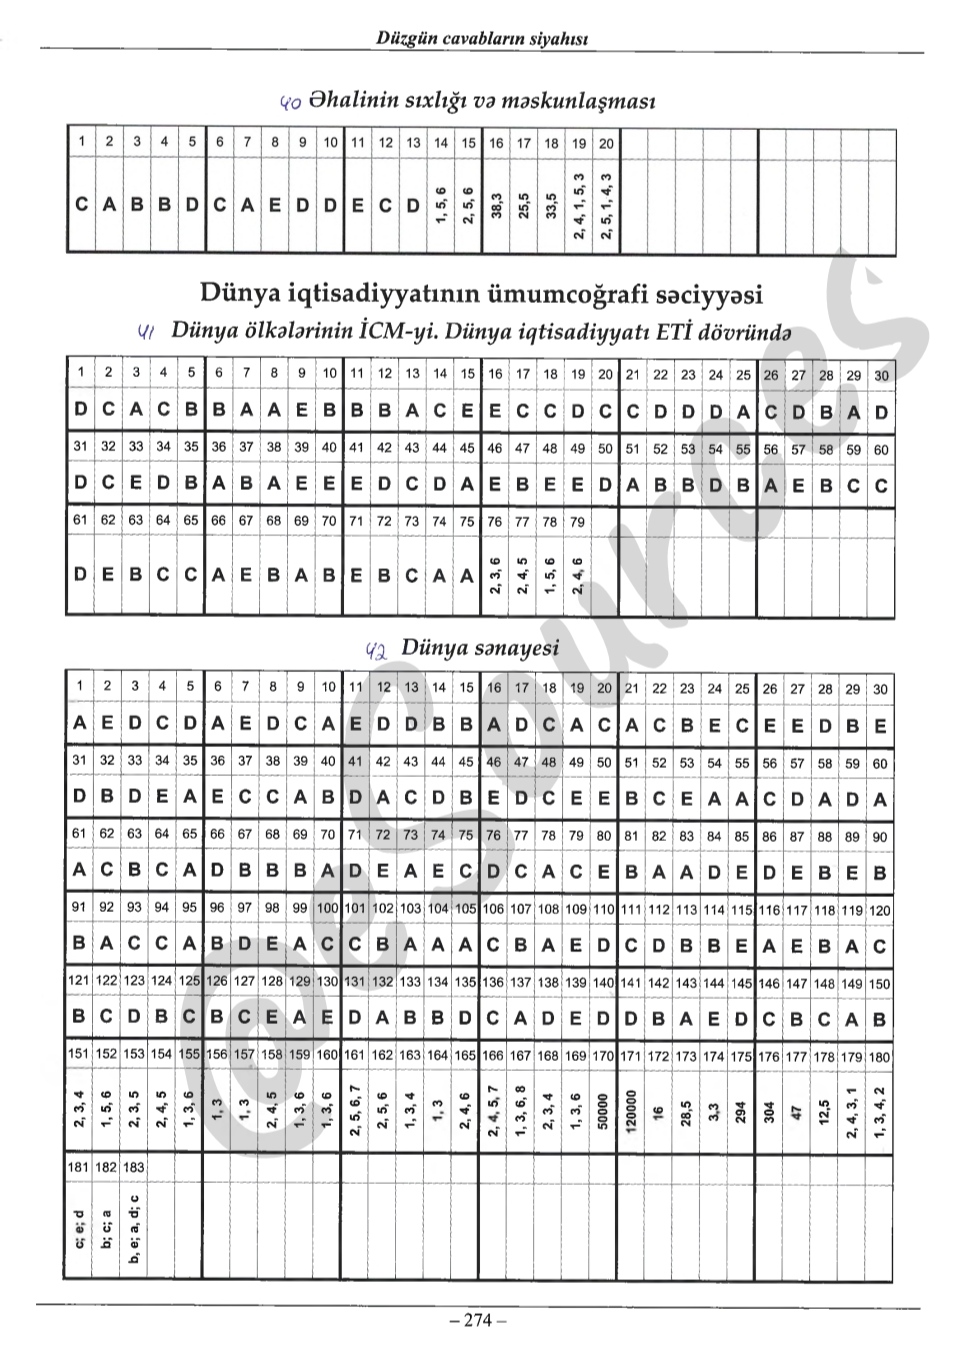 Düzgün cavabların siyahısı
40 Əhalinin sıxlığı və məskunlaşması
1 2 3 4 5 6 7 8 9 10 11 12 13 14 15 16 17 18 19 20
C A B B D C A E D D E C D 1, 5, 6 2, 5, 6 38,3 25,5 33,5 2, 4, 1, 5, 3 2, 5, 1, 4, 3
Dünya iqtisadiyyatının ümumcoğrafi səciyyəsi
41 Dünya ölkələrinin İCM-yi. Dünya iqtisadiyyatı ETİ dövründə
1 2 3 4 5 6 7 8 9 10 11 12 13 14 15 16 17 18 19 20 21 22 23 24 25 26 27 28 29 30
D C A C B B A A E B B B A C E E C C D C C D D D A C D B A D
31 32 33 34 35 36 37 38 39 40 41 42 43 44 45 46 47 48 49 50 51 52 53 54 55 56 57 58 59 60
D C E D B A B A E E E D C D A E B E E D A B B D B A E B C C
61 62 63 64 65 66 67 68 69 70 71 72 73 74 75 76 77 78 79
D E B C C A E B A B E B C A A 2, 3, 6 2, 4, 5 1, 5, 6 2, 4, 6
42 Dünya sənayesi
1 2 3 4 5 6 7 8 9 10 11 12 13 14 15 16 17 18 19 20 21 22 23 24 25 26 27 28 29 30
A E D C D A E D C A E D D B B A D C A C A C B E C E E D B E
31 32 33 34 35 36 37 38 39 40 41 42 43 44 45 46 47 48 49 50 51 52 53 54 55 56 57 58 59 60
D B D E A E C C A B D A C D B E D C E E B C E A A C D A D A
61 62 63 64 65 66 67 68 69 70 71 72 73 74 75 76 77 78 79 80 81 82 83 84 85 86 87 88 89 90
A C B C A D B B B A D E A E C D C A C E B A A D E D E B E B
91 92 93 94 95 96 97 98 99 100 101 102 103 104 105 106 107 108 109 110 111 112 113 114 115 116 117 118 119 120
B A C C A B D E A C C B A A A C B A E D C D B B E A E B A C
121 122 123 124 125 126 127 128 129 130 131 132 133 134 135 136 137 138 139 140 141 142 143 144 145 146 147 148 149 150
B C D B C B C E A E D A B B D C A D E D D B A E D C B C A B
151 152 153 154 155 156 157 158 159 160 161 162 163 164 165 166 167 168 169 170 171 172 173 174 175 176 177 178 179 180
2, 3, 4 1, 5, 6 2, 3, 5 2, 4, 5 1, 3, 6 1, 3 1, 3 2, 4, 5 1, 3, 6 1, 3, 6 2, 5, 6, 7 2, 5, 6 1, 3, 4 1, 3 2, 4, 6 2, 4, 5, 7 1, 3, 6, 8 2, 3, 4 1, 3, 6 50000 120000 16 28,5 3,3 294 304 47 12,5 2, 4, 3, 1 1, 3, 4, 2
181 182 183
c; e; d b; c; a b, e; a, d; c
– 274 –
@eSources